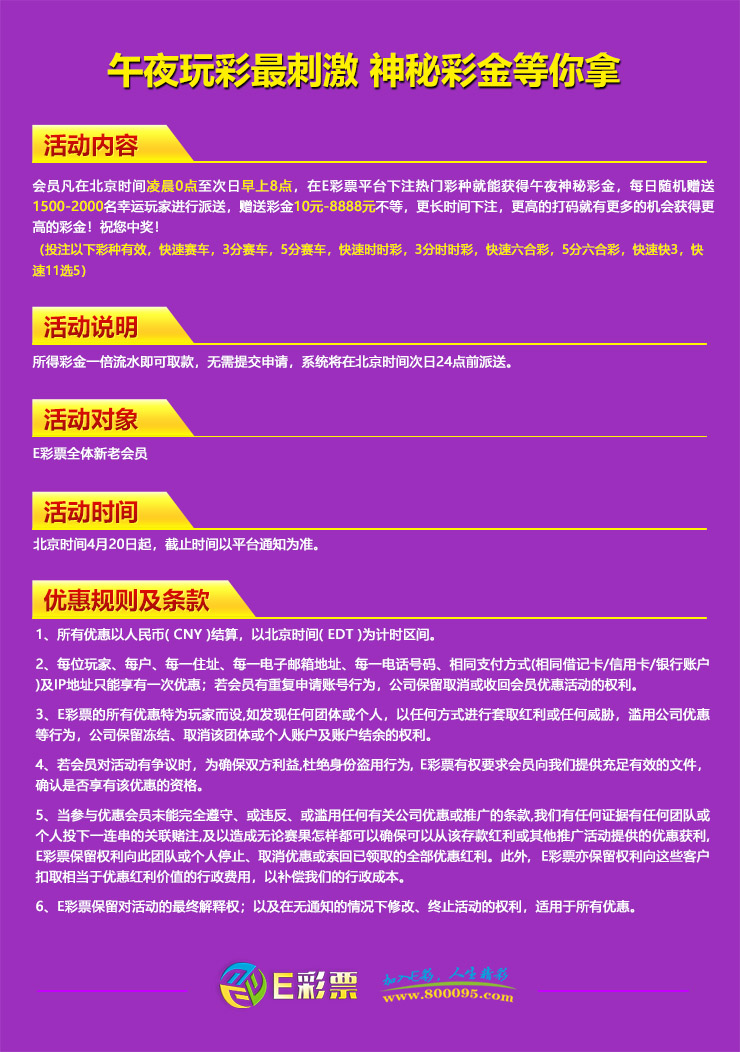 午夜玩彩最刺激 神秘彩金等你拿
活动内容
会员凡在北京时间凌晨0点至次日早上8点，在E彩票平台下注热门彩种就能获得午夜神秘彩金，每日随机赠送
1500-2000名幸运玩家进行派送，赠送彩金10元-8888元不等，更长时间下注，更高的打码就有更多的机会获得更
高的彩金！祝您中奖！
（投注以下彩种有效，快速赛车，3分赛车，5分赛车，快速时时彩，3分时时彩，快速六合彩，5分六合彩，快速快3，快
速11选5）
活动说明
所得彩金一倍流水即可取款，无需提交申请，系统将在北京时间次日24点前派送。
活动对象
E彩票全体新老会员
活动时间
北京时间4月20日起，截止时间以平台通知为准。
优惠规则及条款
1、所有优惠以人民币( CNY )结算，以北京时间( EDT )为计时区间。
2、每位玩家、每户、每一住址、每一电子邮箱地址、每一电话号码、相同支付方式(相同借记卡/信用卡/银行账户
)及IP地址只能享有一次优惠；若会员有重复申请账号行为，公司保留取消或收回会员优惠活动的权利。
3、E彩票的所有优惠特为玩家而设,如发现任何团体或个人，以任何方式进行套取红利或任何威胁，滥用公司优惠
等行为，公司保留冻结、取消该团体或个人账户及账户结余的权利。
4、若会员对活动有争议时，为确保双方利益,杜绝身份盗用行为, E彩票有权要求会员向我们提供充足有效的文件，
确认是否享有该优惠的资格。
5、当参与优惠会员未能完全遵守、或违反、或滥用任何有关公司优惠或推广的条款,我们有任何证据有任何团队或
个人投下一连串的关联赌注,及以造成无论赛果怎样都可以确保可以从该存款红利或其他推广活动提供的优惠获利,
E彩票保留权利向此团队或个人停止、取消优惠或索回已领取的全部优惠红利。此外，E彩票亦保留权利向这些客户
扣取相当于优惠红利价值的行政费用，以补偿我们的行政成本。
6、E彩票保留对活动的最终解释权；以及在无通知的情况下修改、终止活动的权利，适用于所有优惠。
E彩票
加入E彩，人生精彩
www.800095.com